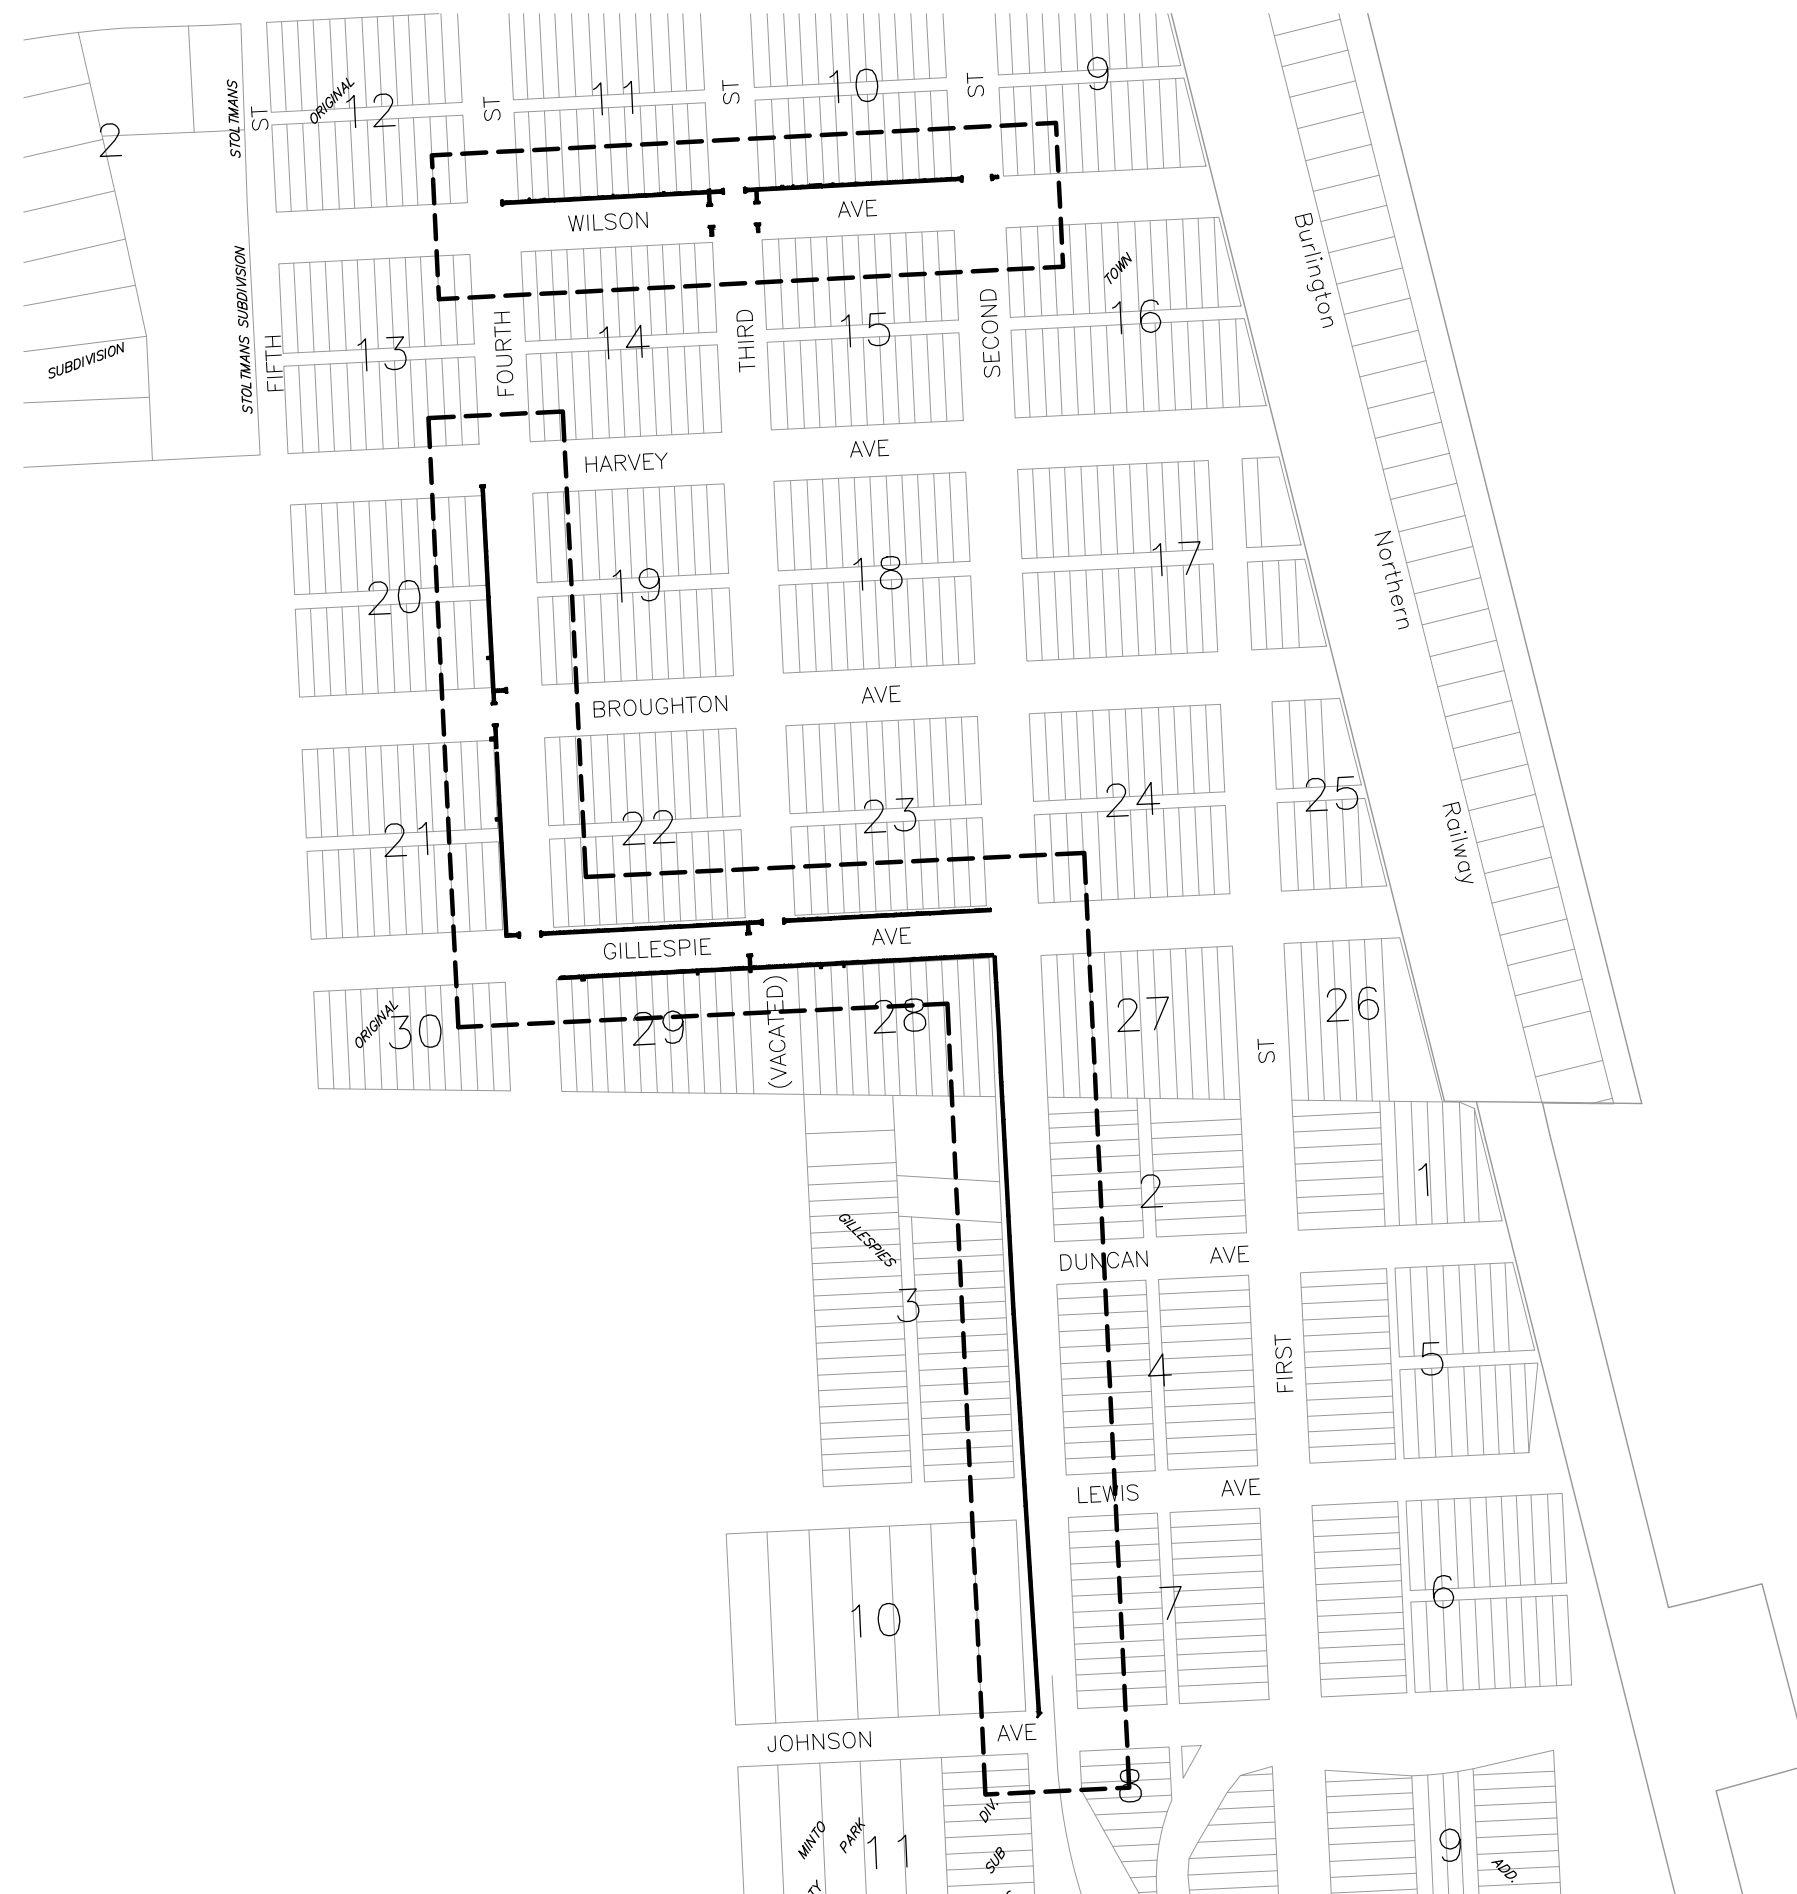 12
ORIGINAL
11
10
9
ST
ST
ST
ST
STOLTMANS
2
WILSON AVE
STOLTMANS SUBDIVISION
SUBDIVISION
FIFTH
FOURTH
THIRD
SECOND
TOWN
13
14
15
16
Burlington
Northern
Railway
HARVEY AVE
20
19
18
17
BROUGHTON AVE
21
22
23
24
25
GILLESPIE AVE
ORIGINAL
30
29
(VACATED)
28
27
26
ST
FIRST
2
1
GILLESPIES
3
DUNCAN AVE
4
5
LEWIS AVE
10
7
6
JOHNSON AVE
8
MINTO
PARK
11
DIV.
SUB
9
ADD.
TY